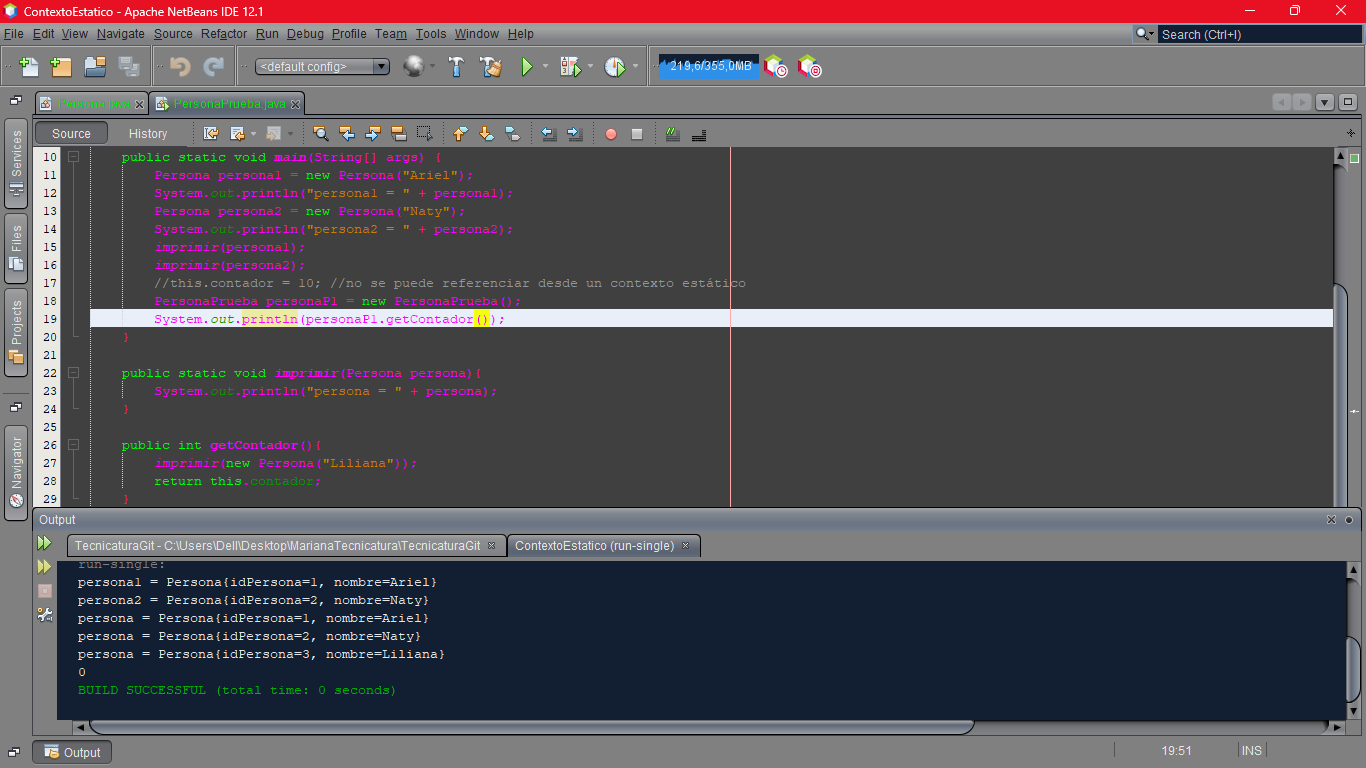 ContextoEstatico - Apache NetBeans IDE 12.1
File Edit View Navigate Source Refactor Run Debug Profile Team Tools Window Help
Search (Ctrl+I)
<default config>
219,6/355,0MB
Persona.java
PersonaPrueba.java
Source History
Services
Files
Projects
Navigator
10 public static void main(String[] args) {
11 Persona persona1 = new Persona("Ariel");
12 System.out.println("persona1 = " + persona1);
13 Persona persona2 = new Persona("Naty");
14 System.out.println("persona2 = " + persona2);
15 imprimir(persona1);
16 imprimir(persona2);
17 //this.contador = 10; //no se puede referenciar desde un contexto estático
18 PersonaPrueba personaP1 = new PersonaPrueba();
19 System.out.println(personaP1.getContador());
20 }
21
22 public static void imprimir(Persona persona){
23 System.out.println("persona = " + persona);
24 }
25
26 public int getContador(){
27 imprimir(new Persona("Liliana"));
28 return this.contador;
29 }
Output
TecnicaturaGit - C:\Users\Dell\Desktop\MarianaTecnicatura\TecnicaturaGit
ContextoEstatico (run-single)
run-single:
persona1 = Persona{idPersona=1, nombre=Ariel}
persona2 = Persona{idPersona=2, nombre=Naty}
persona = Persona{idPersona=1, nombre=Ariel}
persona = Persona{idPersona=2, nombre=Naty}
persona = Persona{idPersona=3, nombre=Liliana}
0
BUILD SUCCESSFUL (total time: 0 seconds)
Output
19:51 INS